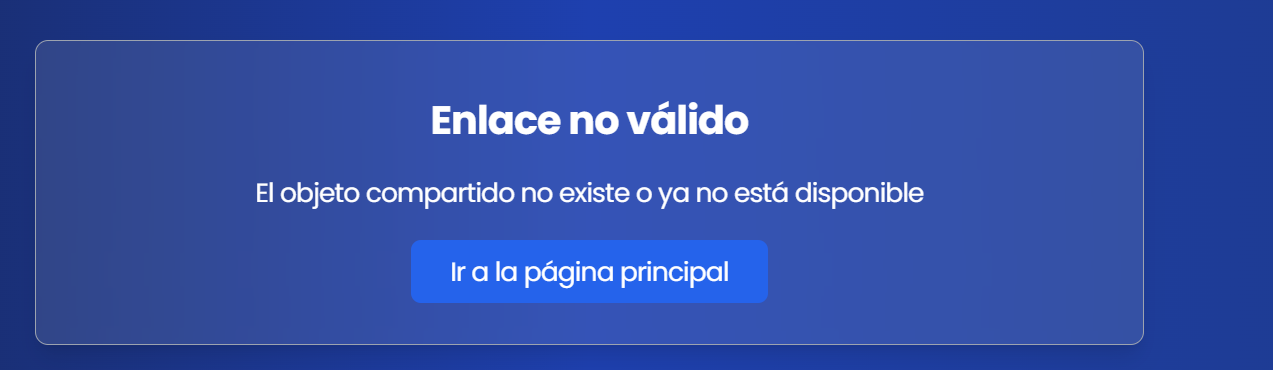 Enlace no válido
El objeto compartido no existe o ya no está disponible
Ir a la página principal